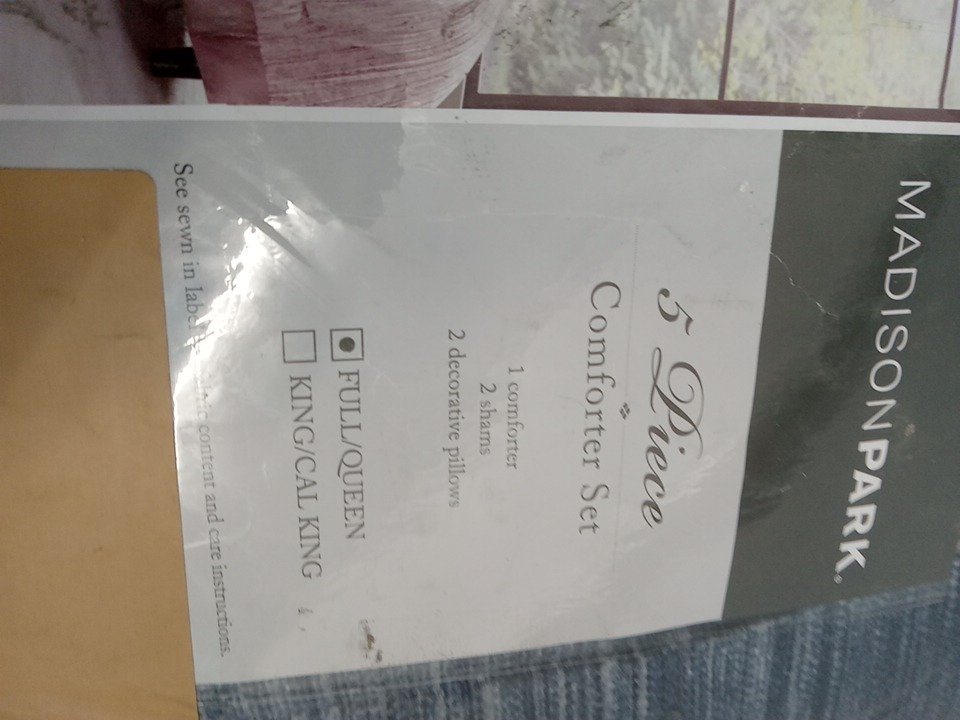 MADISON PARK®
5 Piece
Comforter Set
1 comforter
2 shams
2 decorative pillows
FULL/QUEEN
KING/CAL KING
See sewn in label content and care instructions.